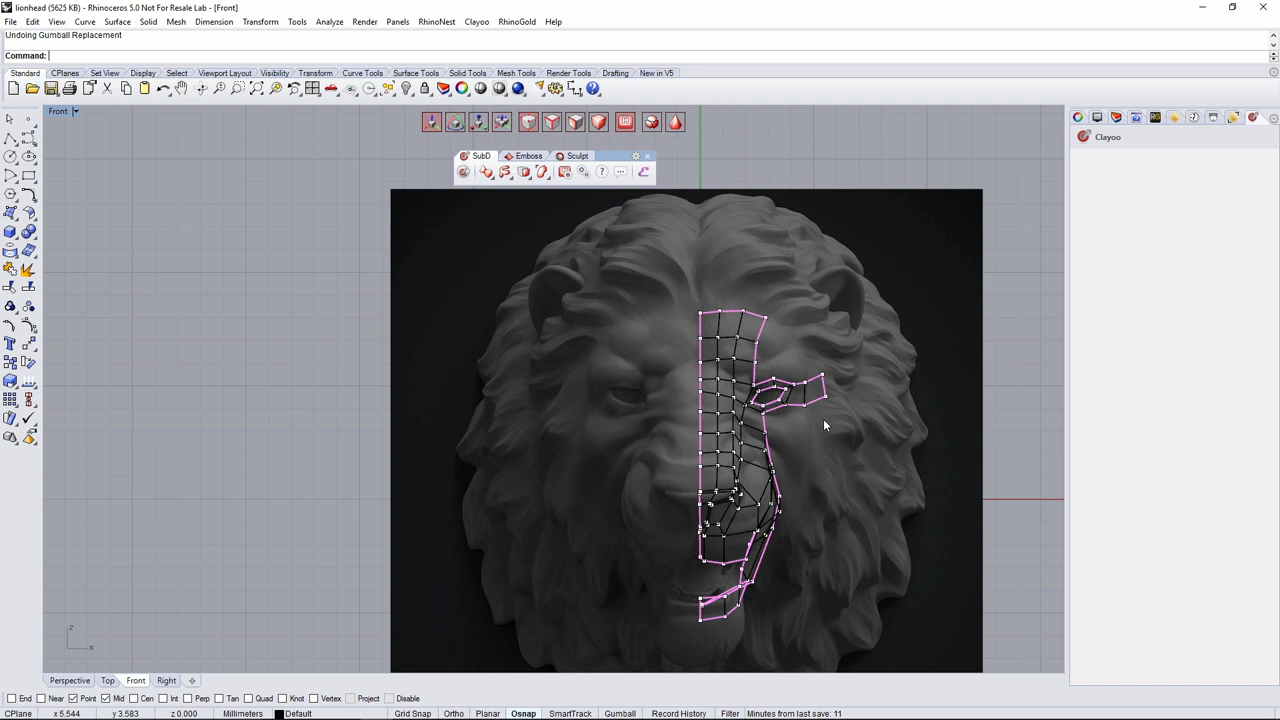 lionhead (5625 KB) - Rhinoceros 5.0 Not For Resale Lab - [Front]
File Edit View Curve Surface Solid Mesh Dimension Transform Tools Analyze Render Panels RhinoNest Clayoo RhinoGold Help
Undoing Gumball Replacement
Command:
Standard CPlanes Set View Display Select Viewport Layout Visibility Transform Curve Tools Surface Tools Solid Tools Mesh Tools Render Tools Drafting New in V5
Front
Clayoo
SubD Emboss Sculpt
z
x
Perspective Top Front Right
End Near Point Mid Cen Int Perp Tan Quad Knot Vertex Project Disable
CPlane x 5.544 y 3.583 z 0.000 Millimeters Default Grid Snap Ortho Planar Osnap SmartTrack Gumball Record History Filter Minutes from last save: 11